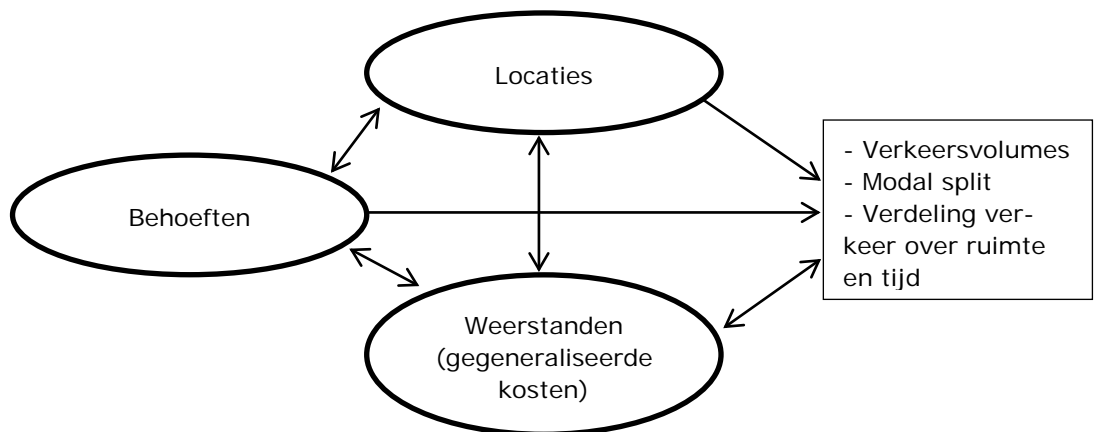 Locaties
Behoeften
- Verkeersvolumes
- Modal split
- Verdeling ver-
keer over ruimte
en tijd
Weerstanden
(gegeneraliseerde
kosten)